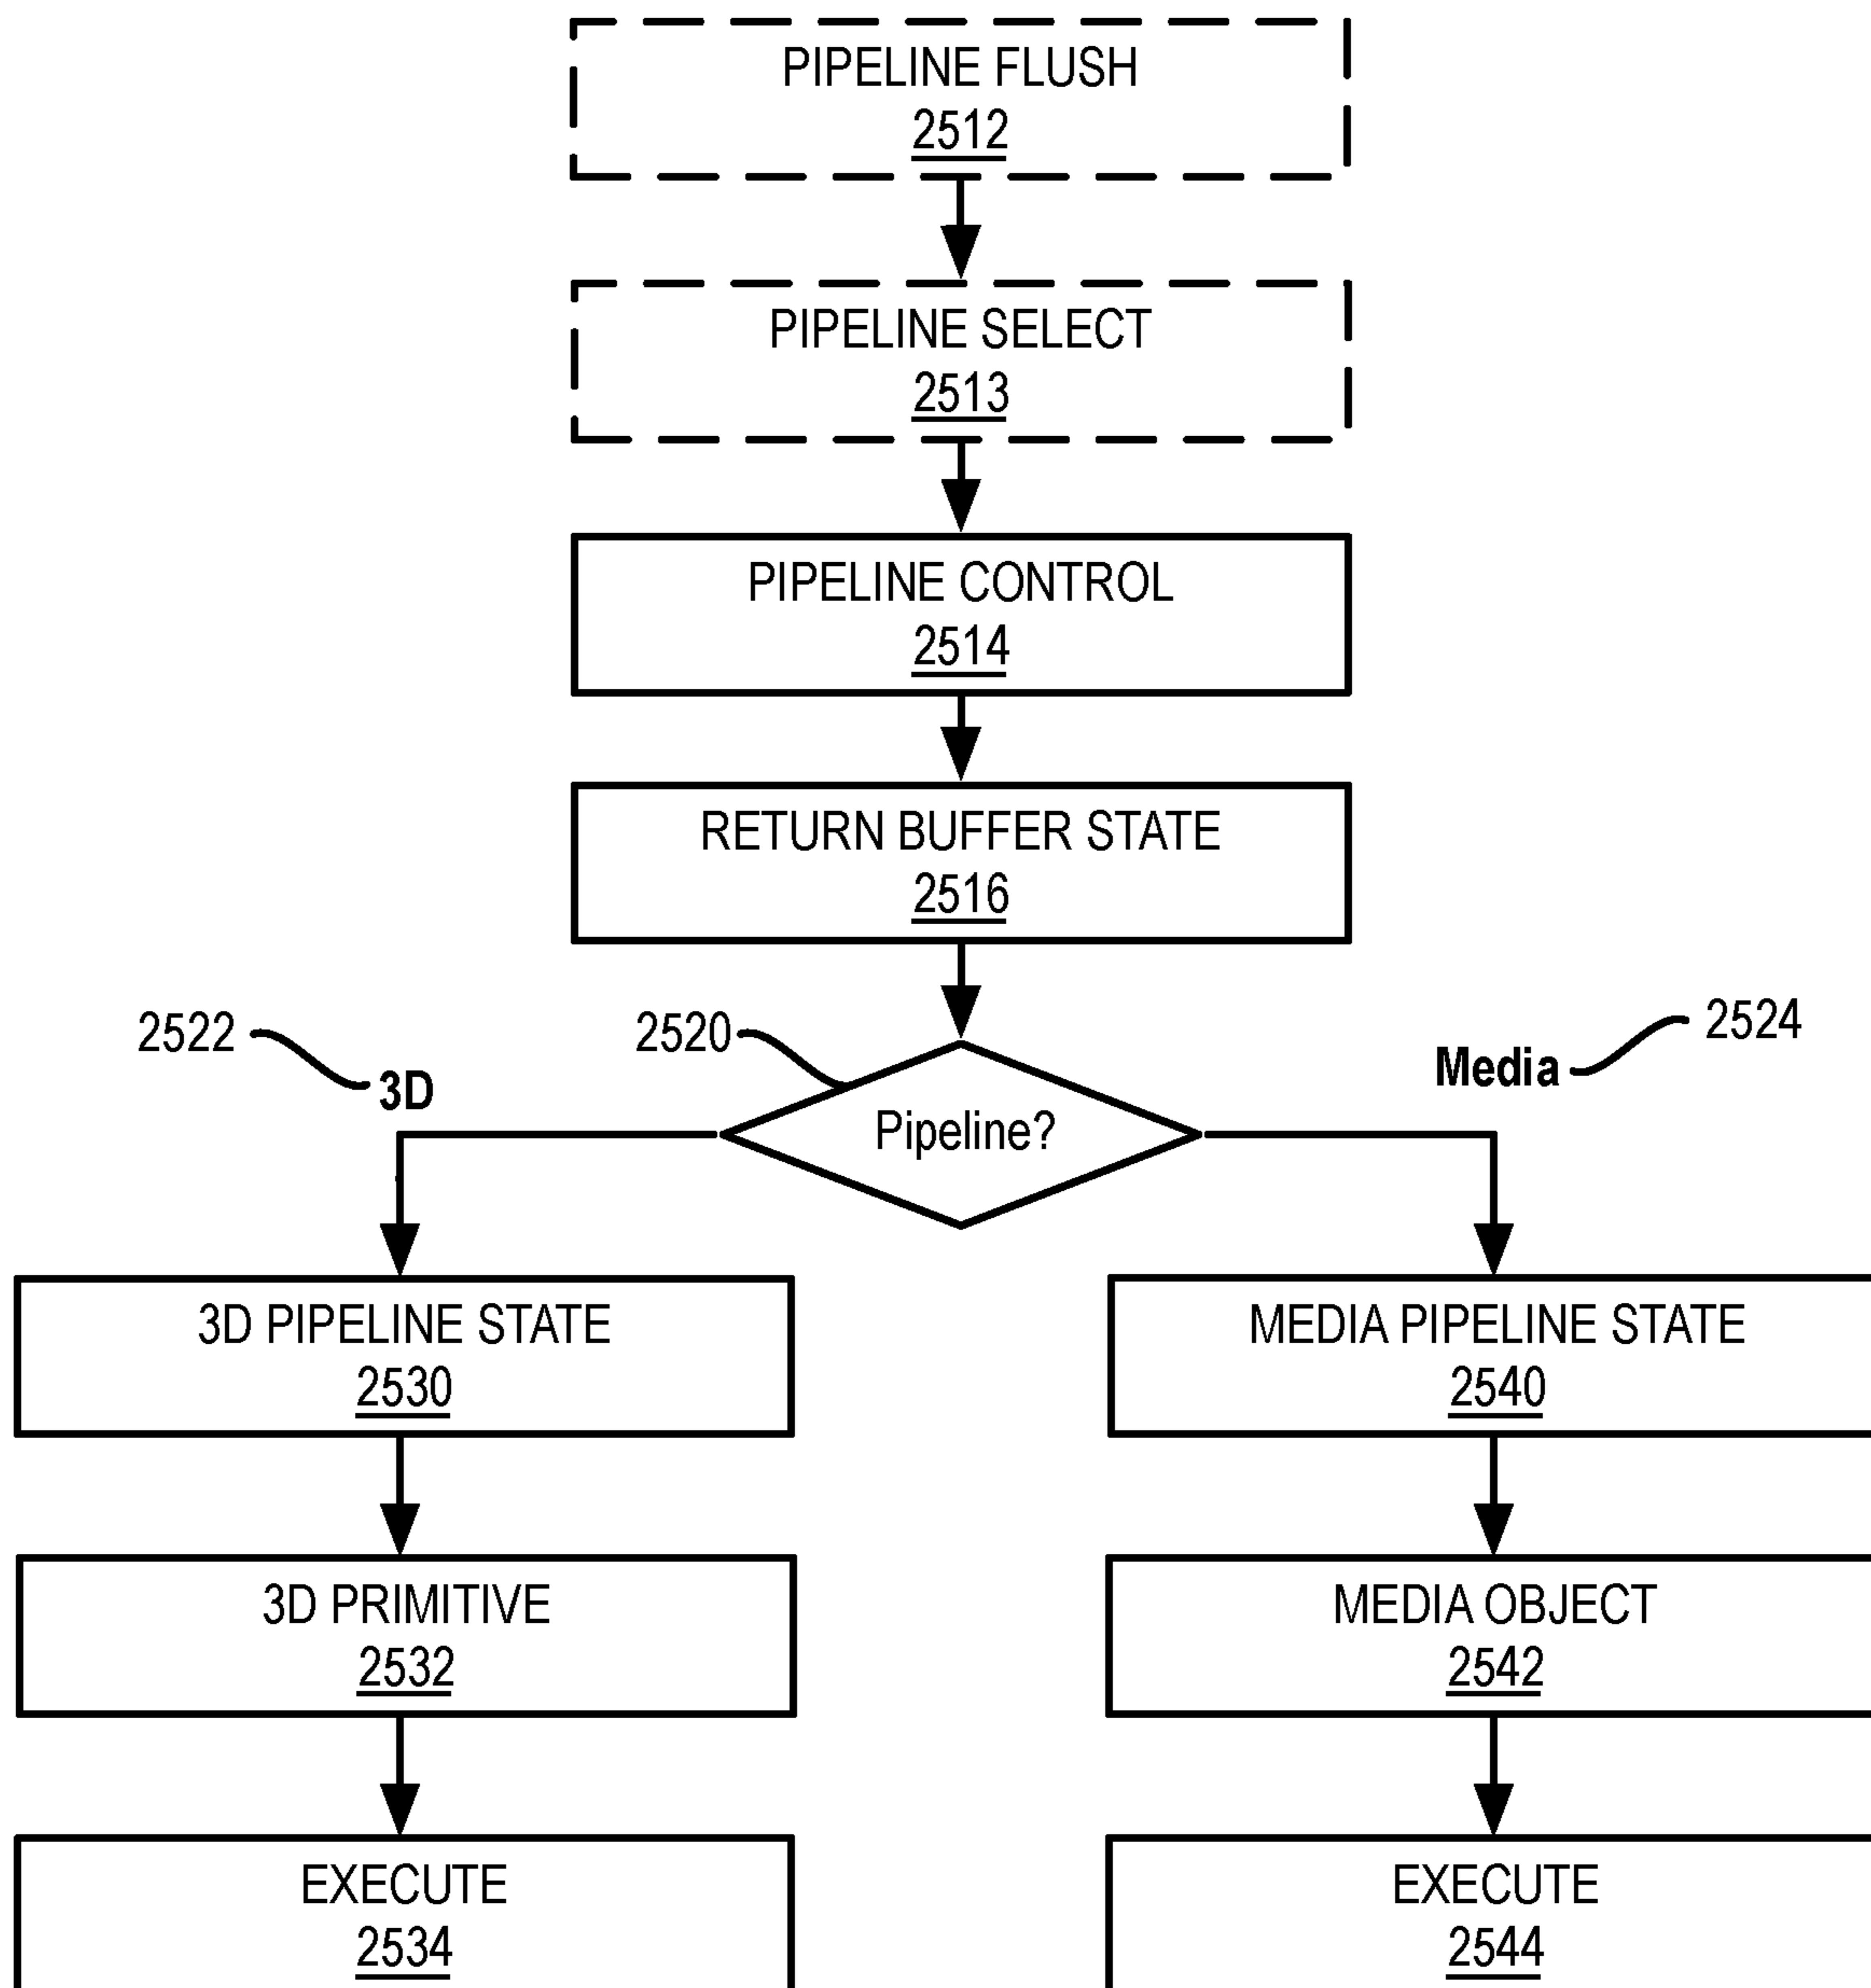 PIPELINE FLUSH
2512
PIPELINE SELECT
2513
PIPELINE CONTROL
2514
RETURN BUFFER STATE
2516
2522
3D
2520
Pipeline?
Media
2524
3D PIPELINE STATE
2530
MEDIA PIPELINE STATE
2540
3D PRIMITIVE
2532
MEDIA OBJECT
2542
EXECUTE
2534
EXECUTE
2544